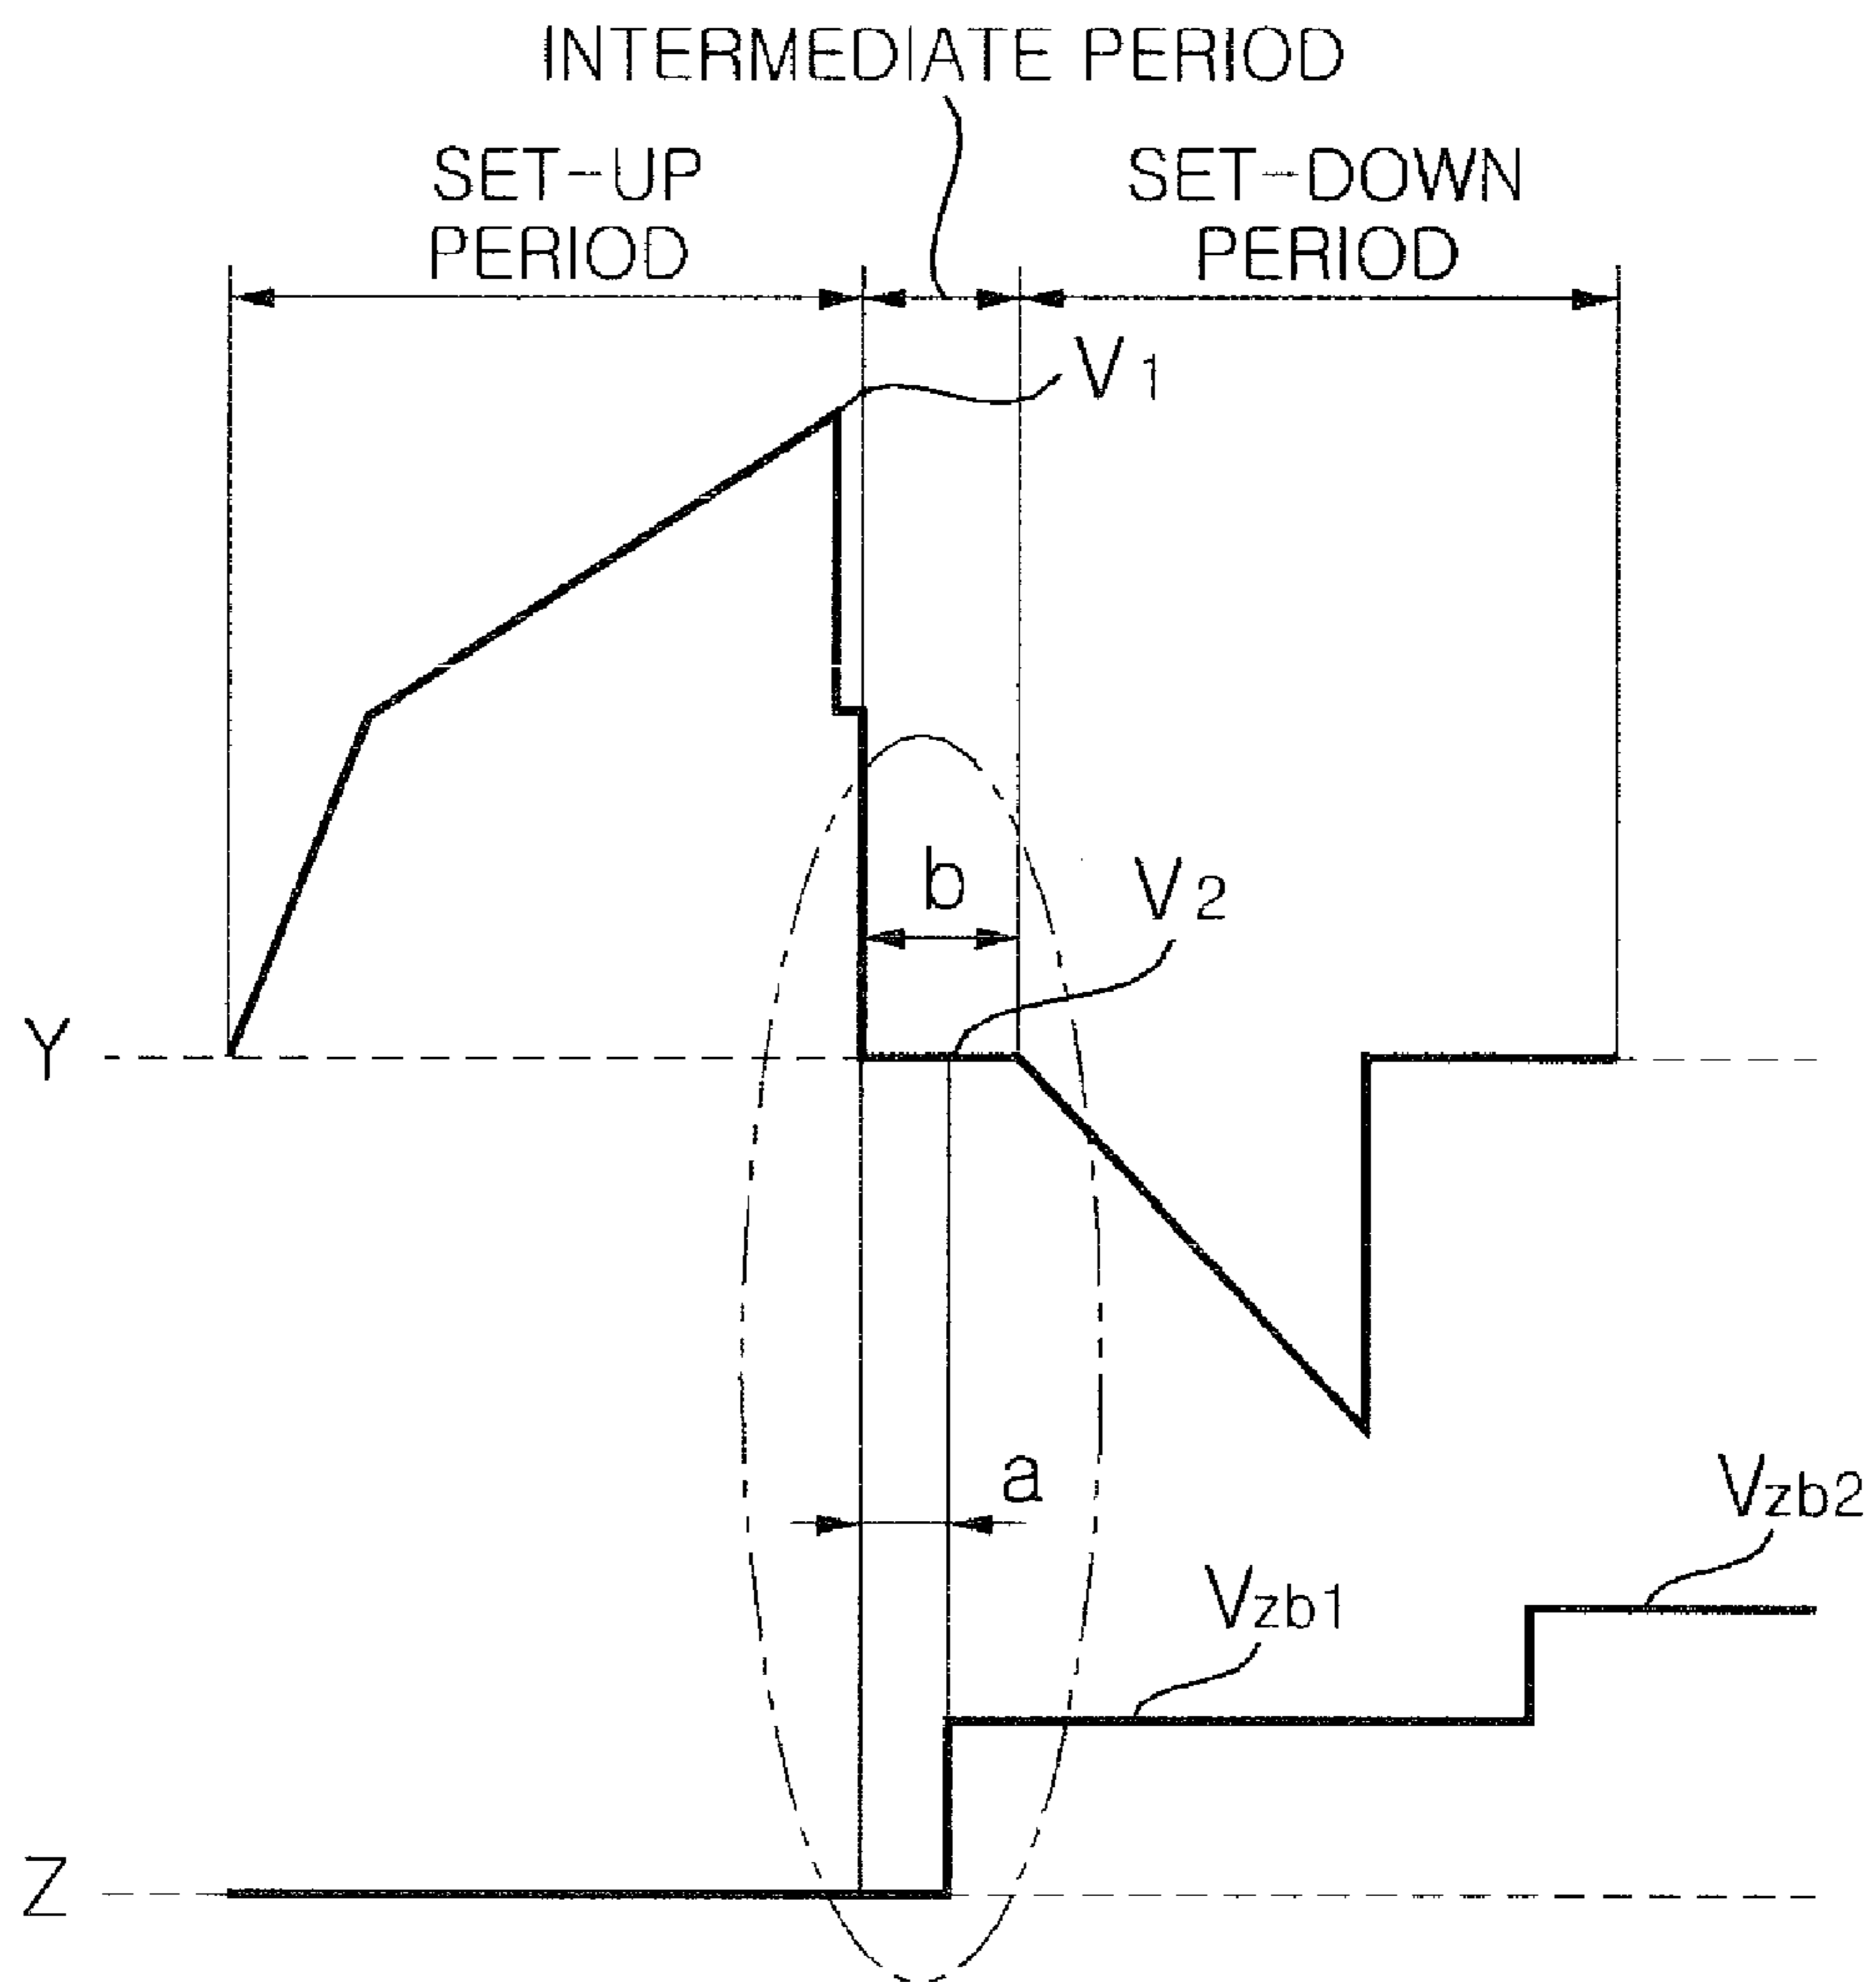 INTERMEDIATE PERIOD
SET-UP
PERIOD
SET-DOWN
PERIOD
V1
b
V2
Y
a
Vzb2
Vzb1
Z